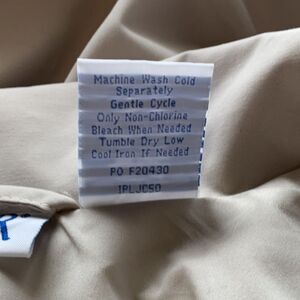 Machine Wash Cold
Separately
Gentle Cycle
Only Non-Chlorine
Bleach When Needed
Tumble Dry Low
Cool Iron If Needed
PO F20430
IPLJC50